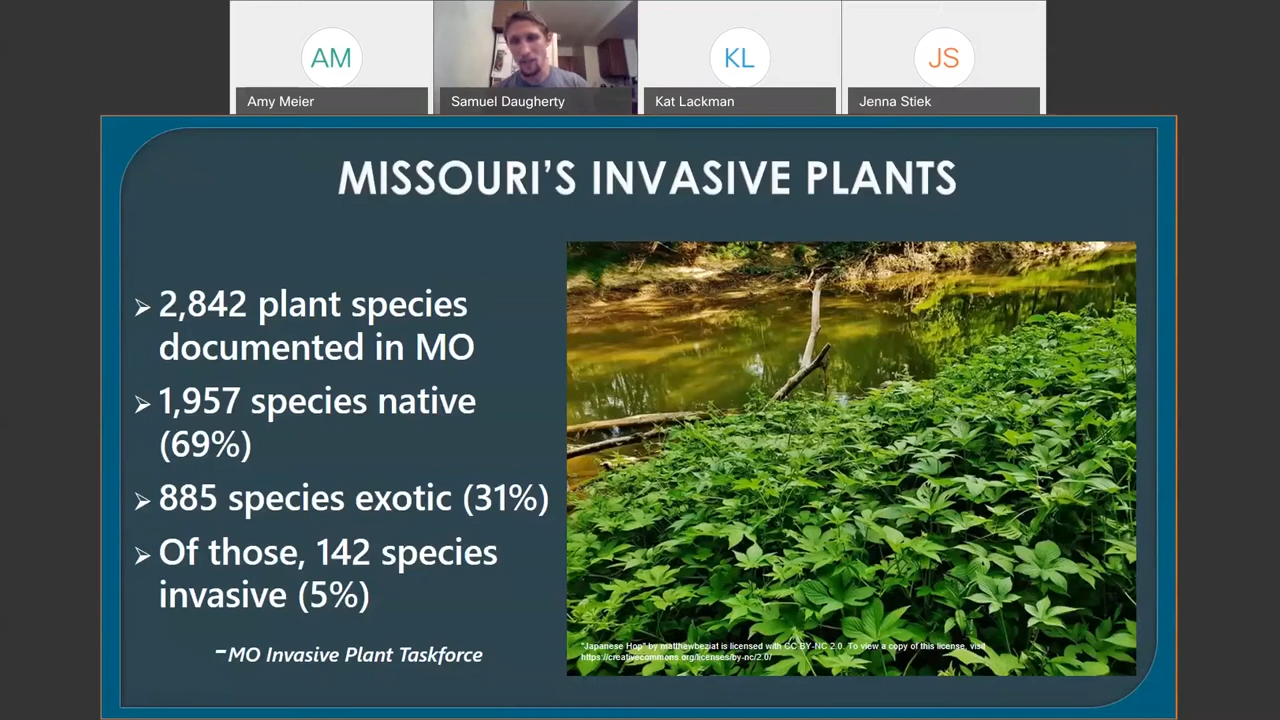 AM
KL
JS
Amy Meier
Samuel Daugherty
Kat Lackman
Jenna Stiek
MISSOURI'S INVASIVE PLANTS
➢ 2,842 plant species
documented in MO
➢ 1,957 species native
(69%)
➢ 885 species exotic (31%)
➢ Of those, 142 species
invasive (5%)
-MO Invasive Plant Taskforce
"Japanese Hop" by matthewbeziat is licensed with CC BY-NC 2.0. To view a copy of this license, visit
https://creativecommons.org/licenses/by-nc/2.0/